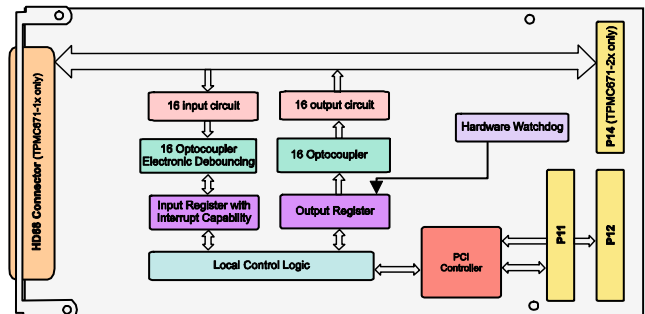 HD68 Connector (TPMC671-1x only)
P14 (TPMC671-2x only)
16 input circuit
16 output circuit
Hardware Watchdog
16 Optocoupler
Electronic Debouncing
16 Optocoupler
Input Register with
Interrupt Capability
Output Register
Local Control Logic
PCI
Controller
P11
P12